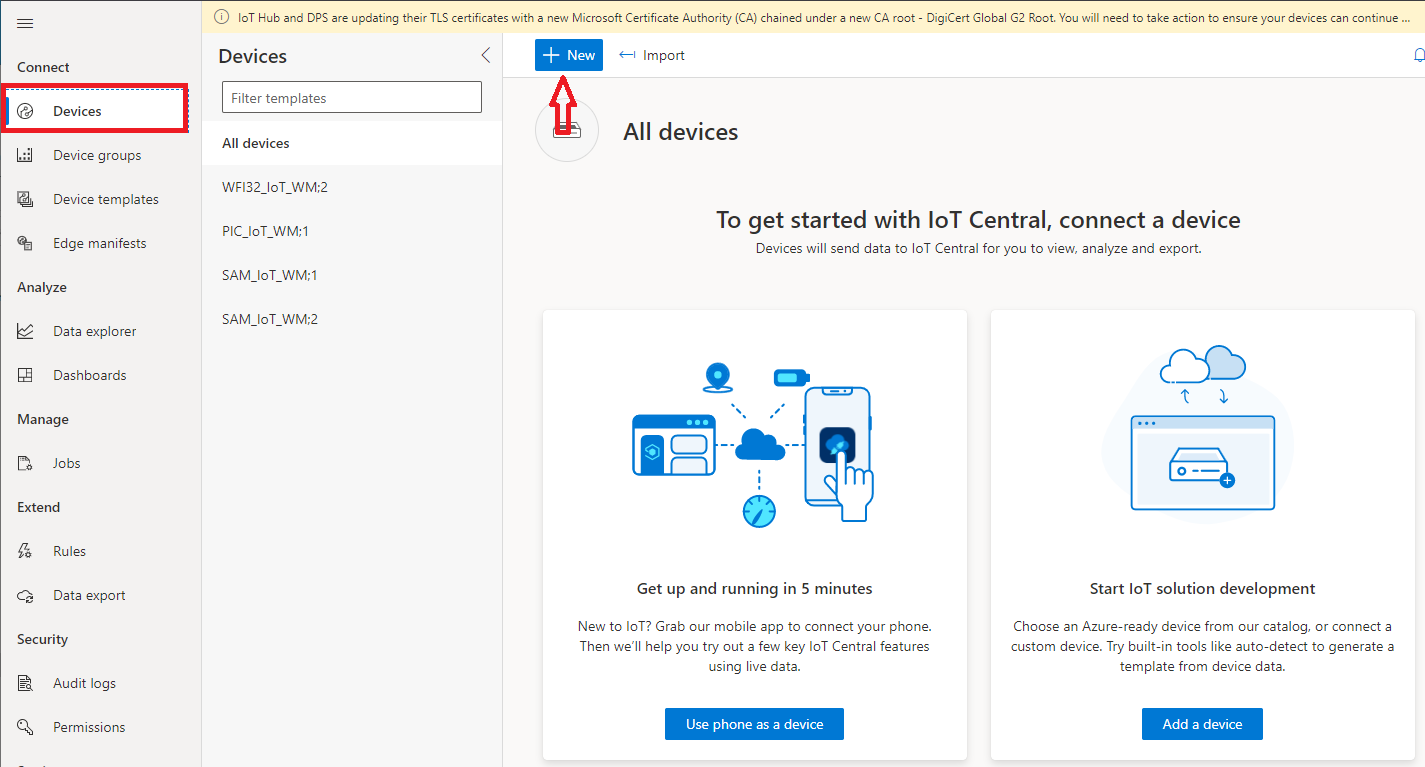 IoT Hub and DPS are updating their TLS certificates with a new Microsoft Certificate Authority (CA) chained under a new CA root - DigiCert Global G2 Root. You will need to take action to ensure your devices can continue ...
Connect
Devices
Device groups
Device templates
Edge manifests
Analyze
Data explorer
Dashboards
Manage
Jobs
Extend
Rules
Data export
Security
Audit logs
Permissions
Devices
Filter templates
All devices
WFI32_IoT_WM;2
PIC_IoT_WM;1
SAM_IoT_WM;1
SAM_IoT_WM;2
New
Import
All devices
To get started with IoT Central, connect a device
Devices will send data to IoT Central for you to view, analyze and export.
Get up and running in 5 minutes
New to IoT? Grab our mobile app to connect your phone.
Then we'll help you try out a few key IoT Central features
using live data.
Use phone as a device
Start IoT solution development
Choose an Azure-ready device from our catalog, or connect a
custom device. Try built-in tools like auto-detect to generate a
template from device data.
Add a device